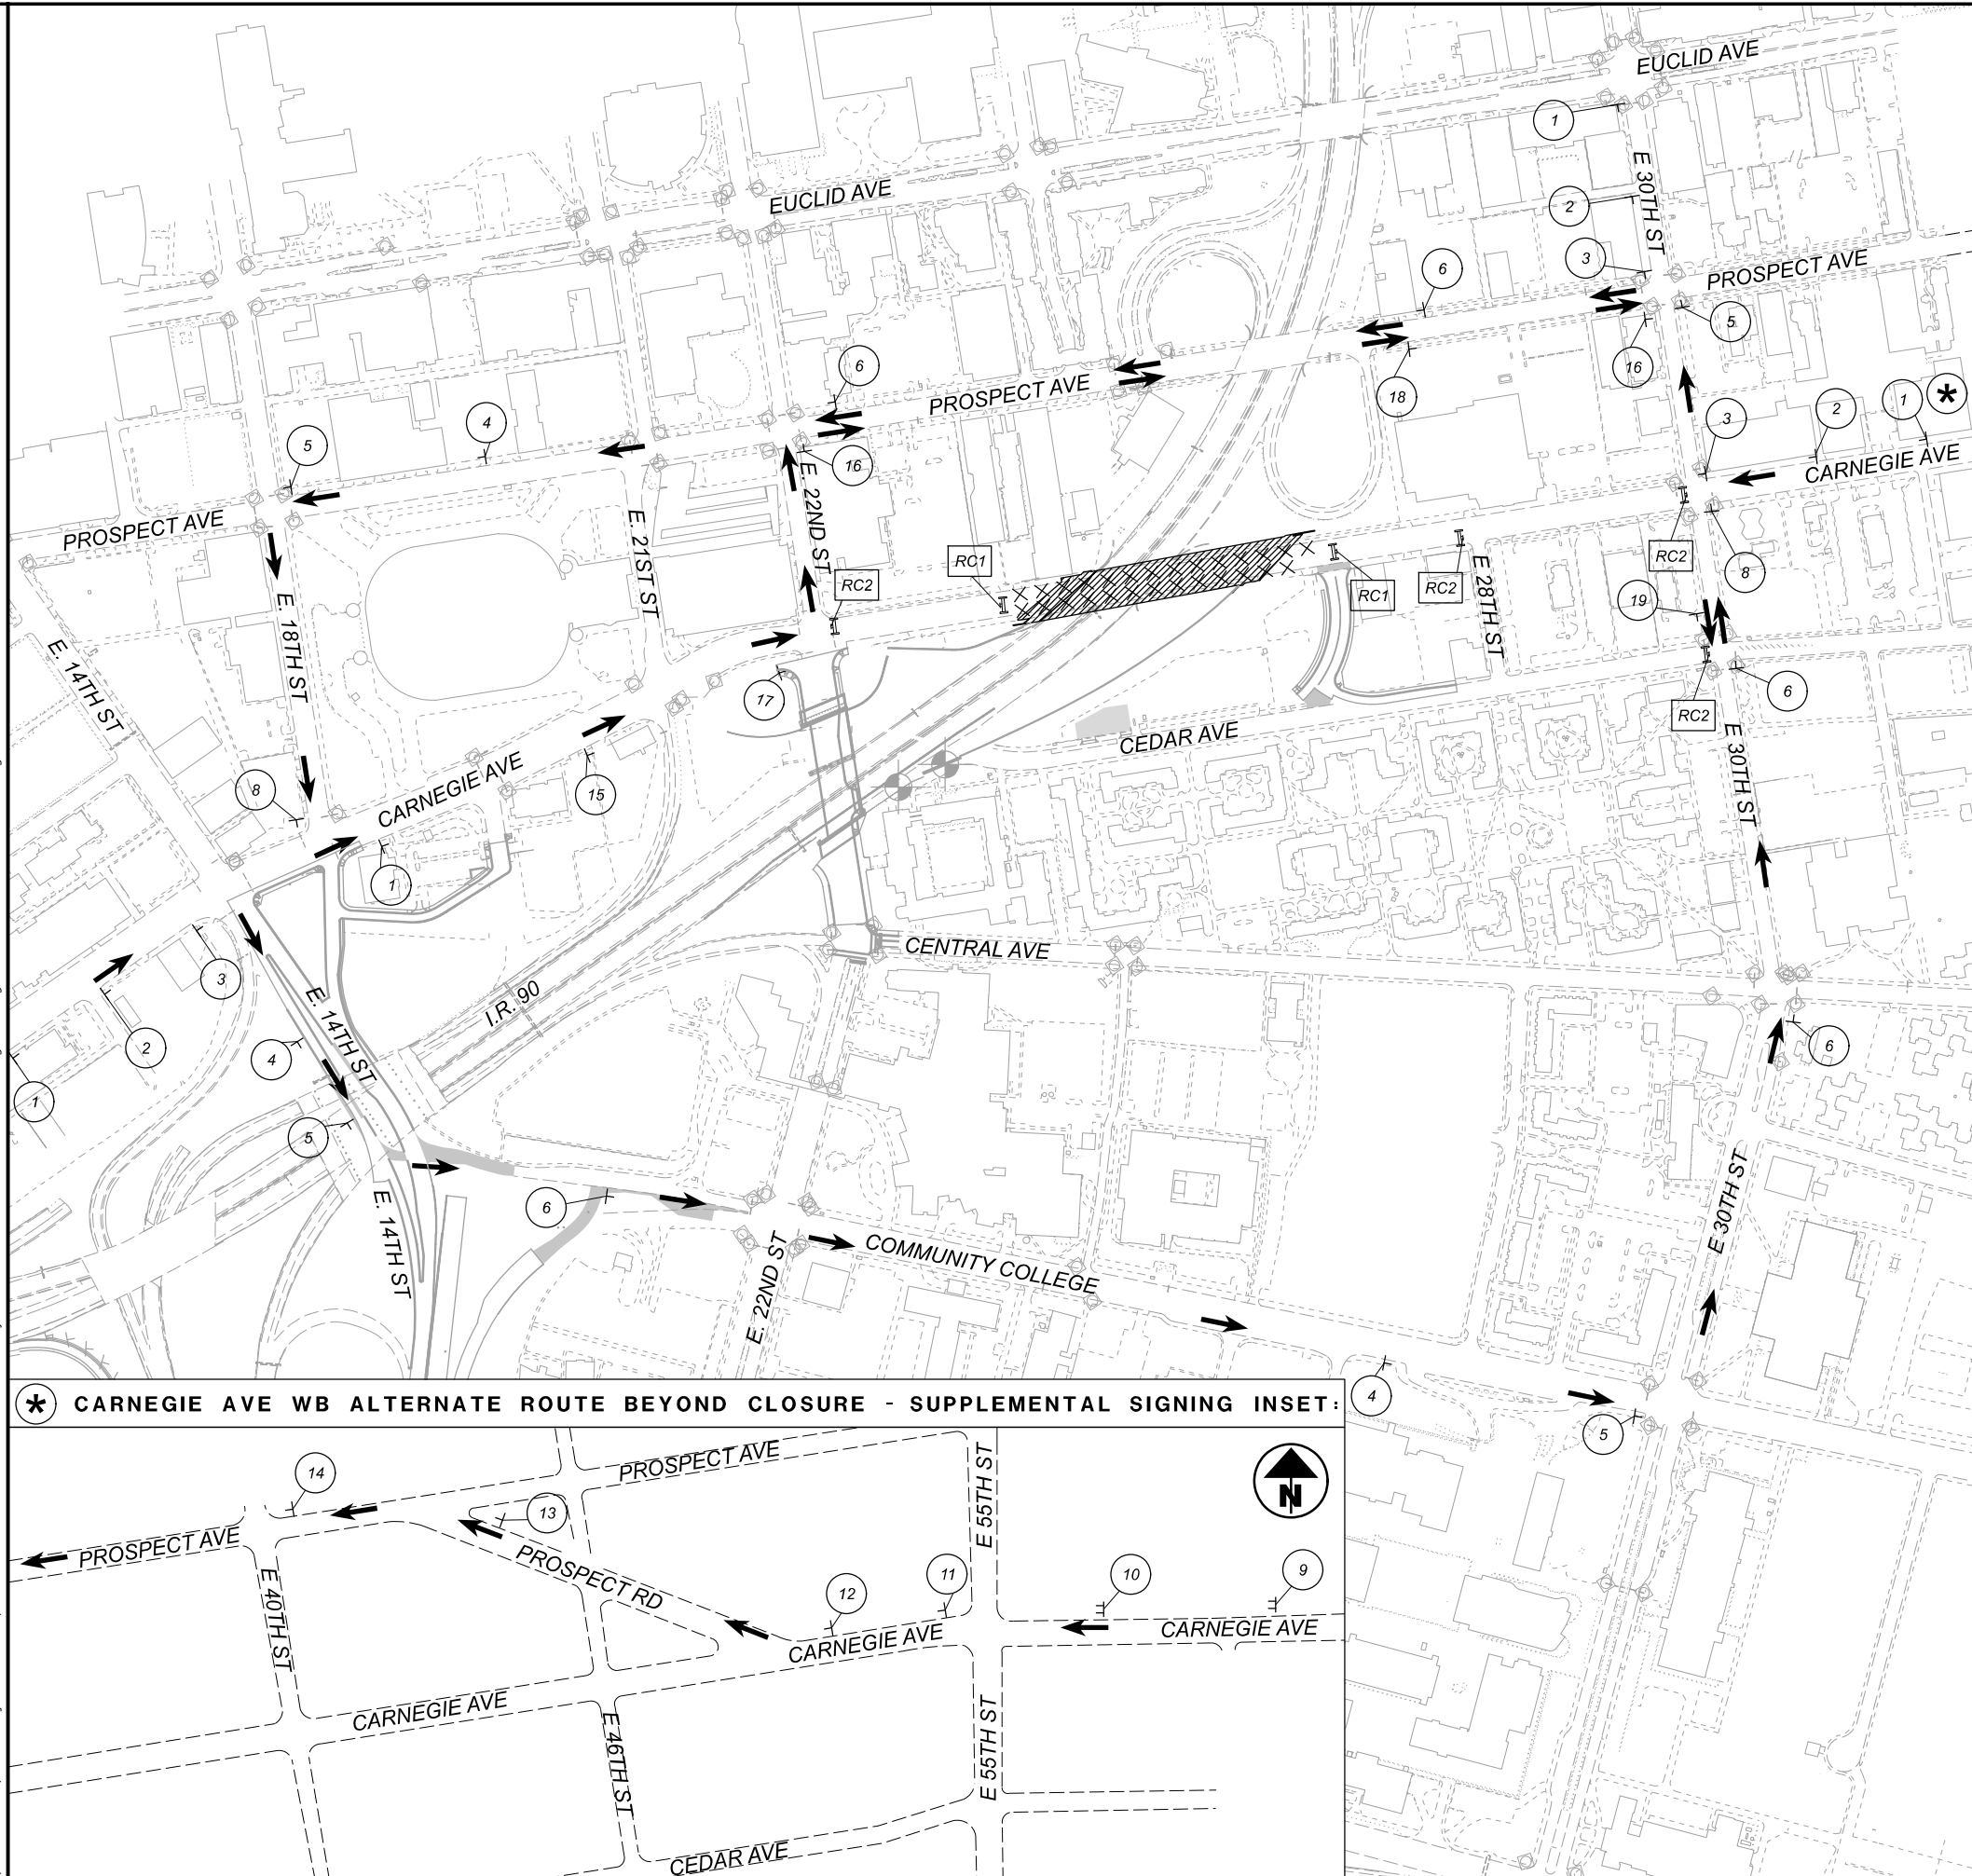 EUCLID AVE
1
E 30TH ST
EUCLID AVE
2
3
6
PROSPECT AVE
5
16
6
PROSPECT AVE
18
4
5
16
3
2
1
*
CARNEGIE AVE
PROSPECT AVE
E. 22ND ST
E. 21ST ST
RC1
RC2
RC1
RC2
E 28TH ST
RC2
8
19
E. 18TH ST
E. 14TH ST
17
6
RC2
CEDAR AVE
E 30TH ST
CARNEGIE AVE
8
15
1
CENTRAL AVE
3
I.R. 90
E. 14TH ST
2
4
6
1
5
E. 14TH ST
6
E 30TH ST
COMMUNITY COLLEGE
E. 22ND ST
4
5
* CARNEGIE AVE WB ALTERNATE ROUTE BEYOND CLOSURE - SUPPLEMENTAL SIGNING INSET:
14
PROSPECT AVE
E 55TH ST
N
13
PROSPECT AVE
PROSPECT RD
12
11
10
9
E 40TH ST
CARNEGIE AVE
CARNEGIE AVE
CARNEGIE AVE
E 46TH ST
E 55TH ST
CEDAR AVE